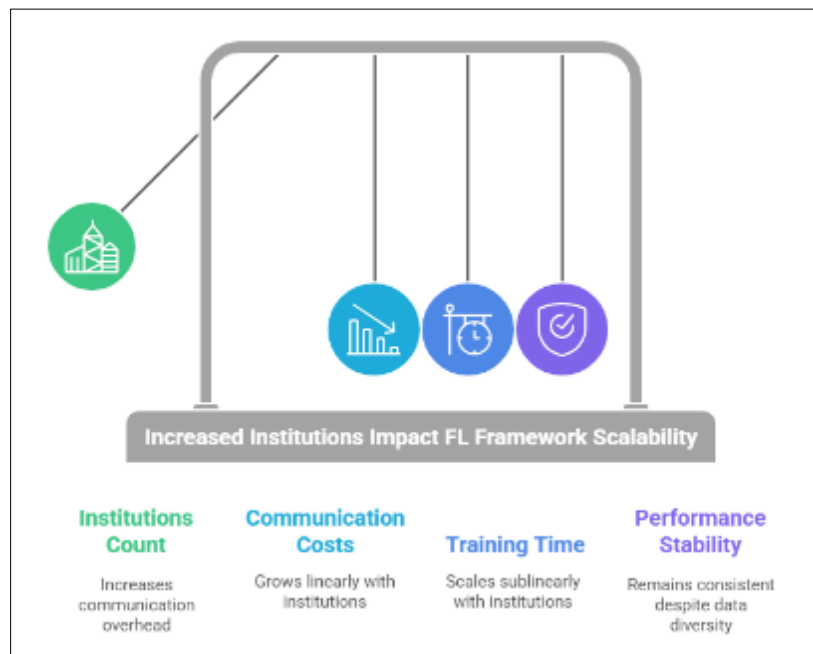 Increased Institutions Impact FL Framework Scalability
Institutions
Count
Increases
communication
overhead
Communication
Costs
Grows linearly with
institutions
Training Time
Scales sublinearly
with institutions
Performance
Stability
Remains consistent
despite data
diversity